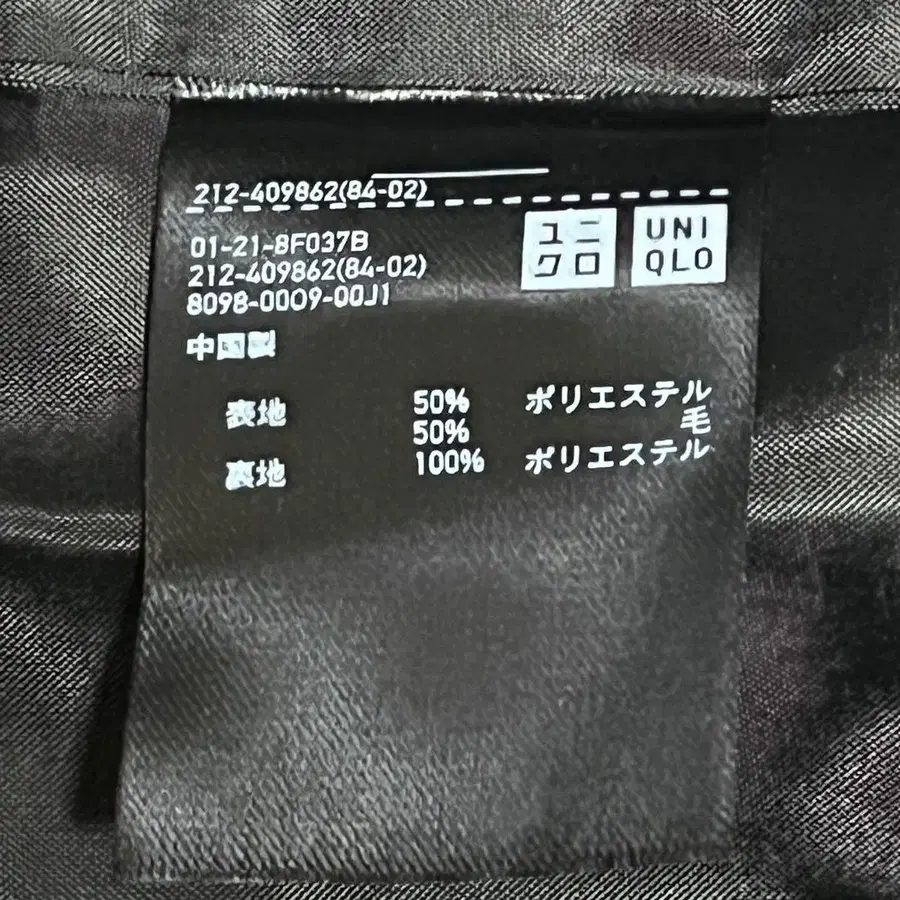 212-409862(84-02)
01-21-8F037B
212-409862(84-02)
8098-0009-00J1
ユニ
クロ
UNI
QLO
中国製
表地 50% ポリエステル
50% 毛
裏地 100% ポリエステル